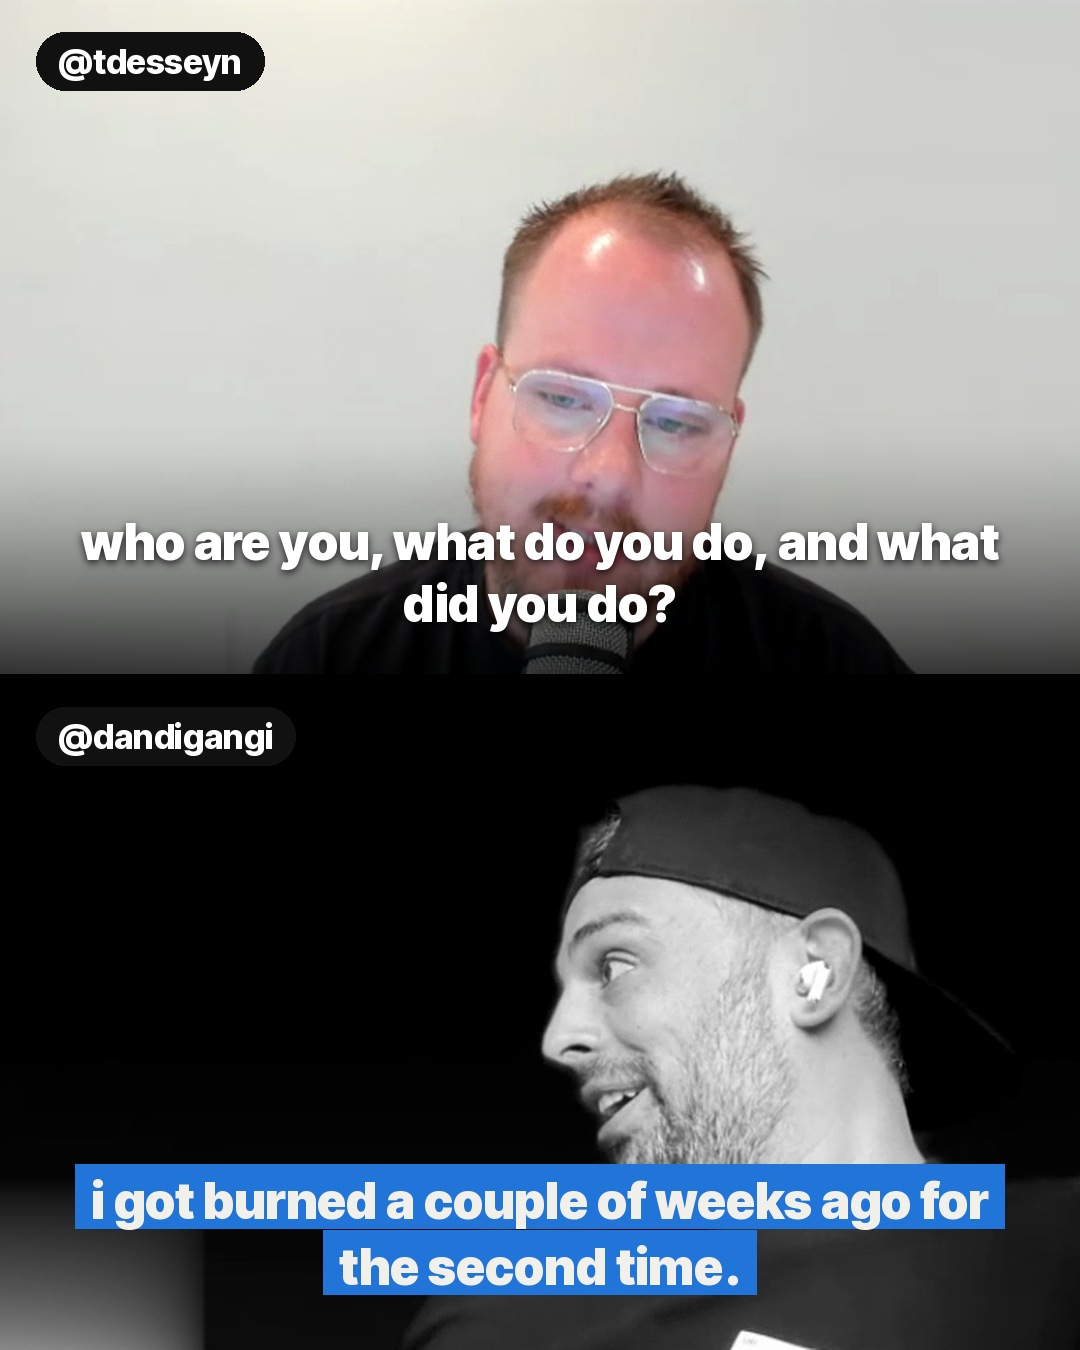 @tdesseyn
who are you, what do you do, and what
did you do?
@dandigangi
i got burned a couple of weeks ago for
the second time.